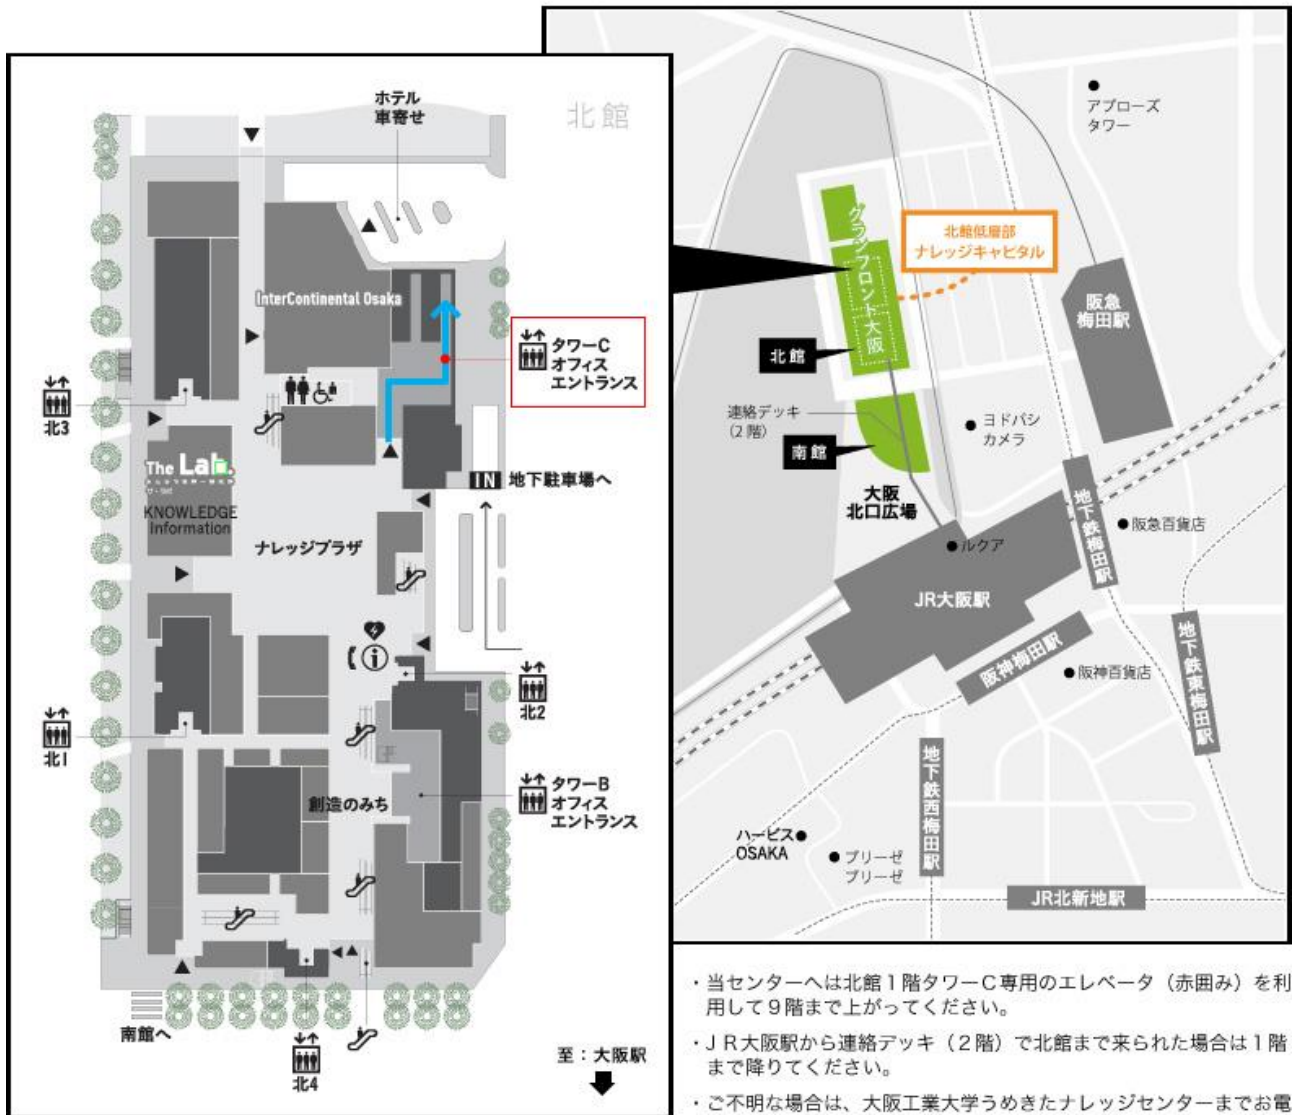 北館
ホテル
車寄せ
InterContinental Osaka
タワーC
オフィス
エントランス
北3
The Lab.
KNOWLEDGE
Information
IN 地下駐車場へ
ナレッジプラザ
北2
北1
創造のみち
タワーB
オフィス
エントランス
南館へ
北4
至：大阪駅
アプローズ
タワー
グランフロント大阪
北館低層部
ナレッジキャピタル
阪急
梅田駅
北館
連絡デッキ
（2階）
南館
ヨドバシ
カメラ
大阪
北口広場
ルクア
地下鉄梅田駅
阪急百貨店
JR大阪駅
阪神梅田駅
阪神百貨店
地下鉄東梅田駅
地下鉄西梅田駅
ハービス
OSAKA
ブリーゼ
ブリーゼ
JR北新地駅
・当センターへは北館１階タワーC専用のエレベータ（赤囲み）を利
用して９階まで上がってください。
・ＪＲ大阪駅から連絡デッキ（２階）で北館まで来られた場合は１階
まで降りてください。
・ご不明な場合は、大阪工業大学うめきたナレッジセンターまでお電